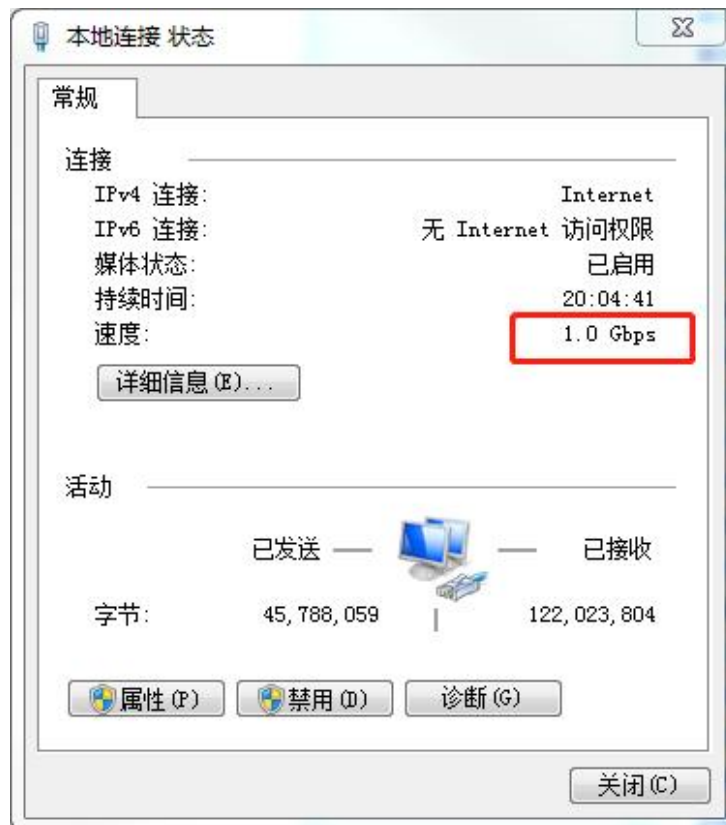 本地连接 状态
常规
连接
IPv4 连接: Internet
IPv6 连接: 无 Internet 访问权限
媒体状态: 已启用
持续时间: 20:04:41
速度: 1.0 Gbps
详细信息(E)...
活动
已发送 — — 已接收
字节: 45,788,059 | 122,023,804
属性(P) 禁用(D) 诊断(G)
关闭(C)